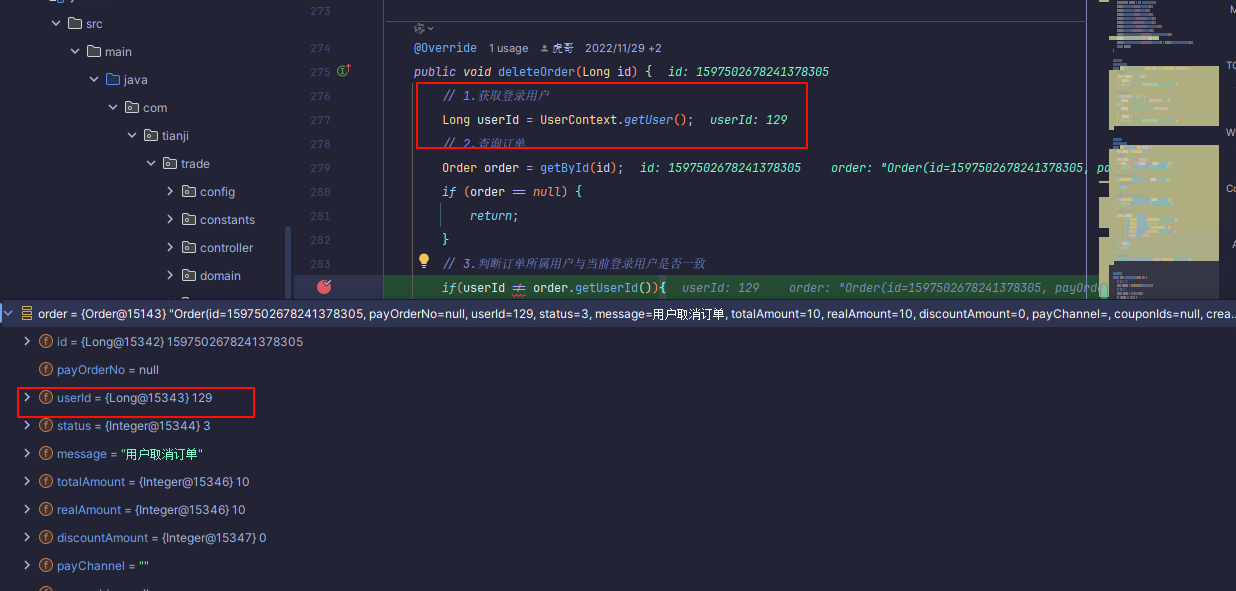 273
src
@Override 1 usage 虎哥 2022/11/29 +2
274
main
275
public void deleteOrder(Long id) { id: 1597502678241378305
java
276
// 1.获取登录用户
com
277
Long userId = UserContext.getUser(); userId: 129
tianji
278
// 2.查询订单
trade
279
Order order = getById(id); id: 1597502678241378305 order: "Order(id=1597502678241378305, pa
config
280
if (order == null) {
constants
281
return;
controller
282
}
283
// 3.判断订单所属用户与当前登录用户是否一致
domain
if(userId != order.getUserId()){ userId: 129 order: "Order(id=1597502678241378305, payOrd
order = {Order@15143} "Order(id=1597502678241378305, payOrderNo=null, userId=129, status=3, message=用户取消订单, totalAmount=10, realAmount=10, discountAmount=0, payChannel=, couponIds=null, crea...
id = {Long@15342} 1597502678241378305
payOrderNo = null
userId = {Long@15343} 129
status = {Integer@15344} 3
message = "用户取消订单"
totalAmount = {Integer@15346} 10
realAmount = {Integer@15346} 10
discountAmount = {Integer@15347} 0
payChannel = ""